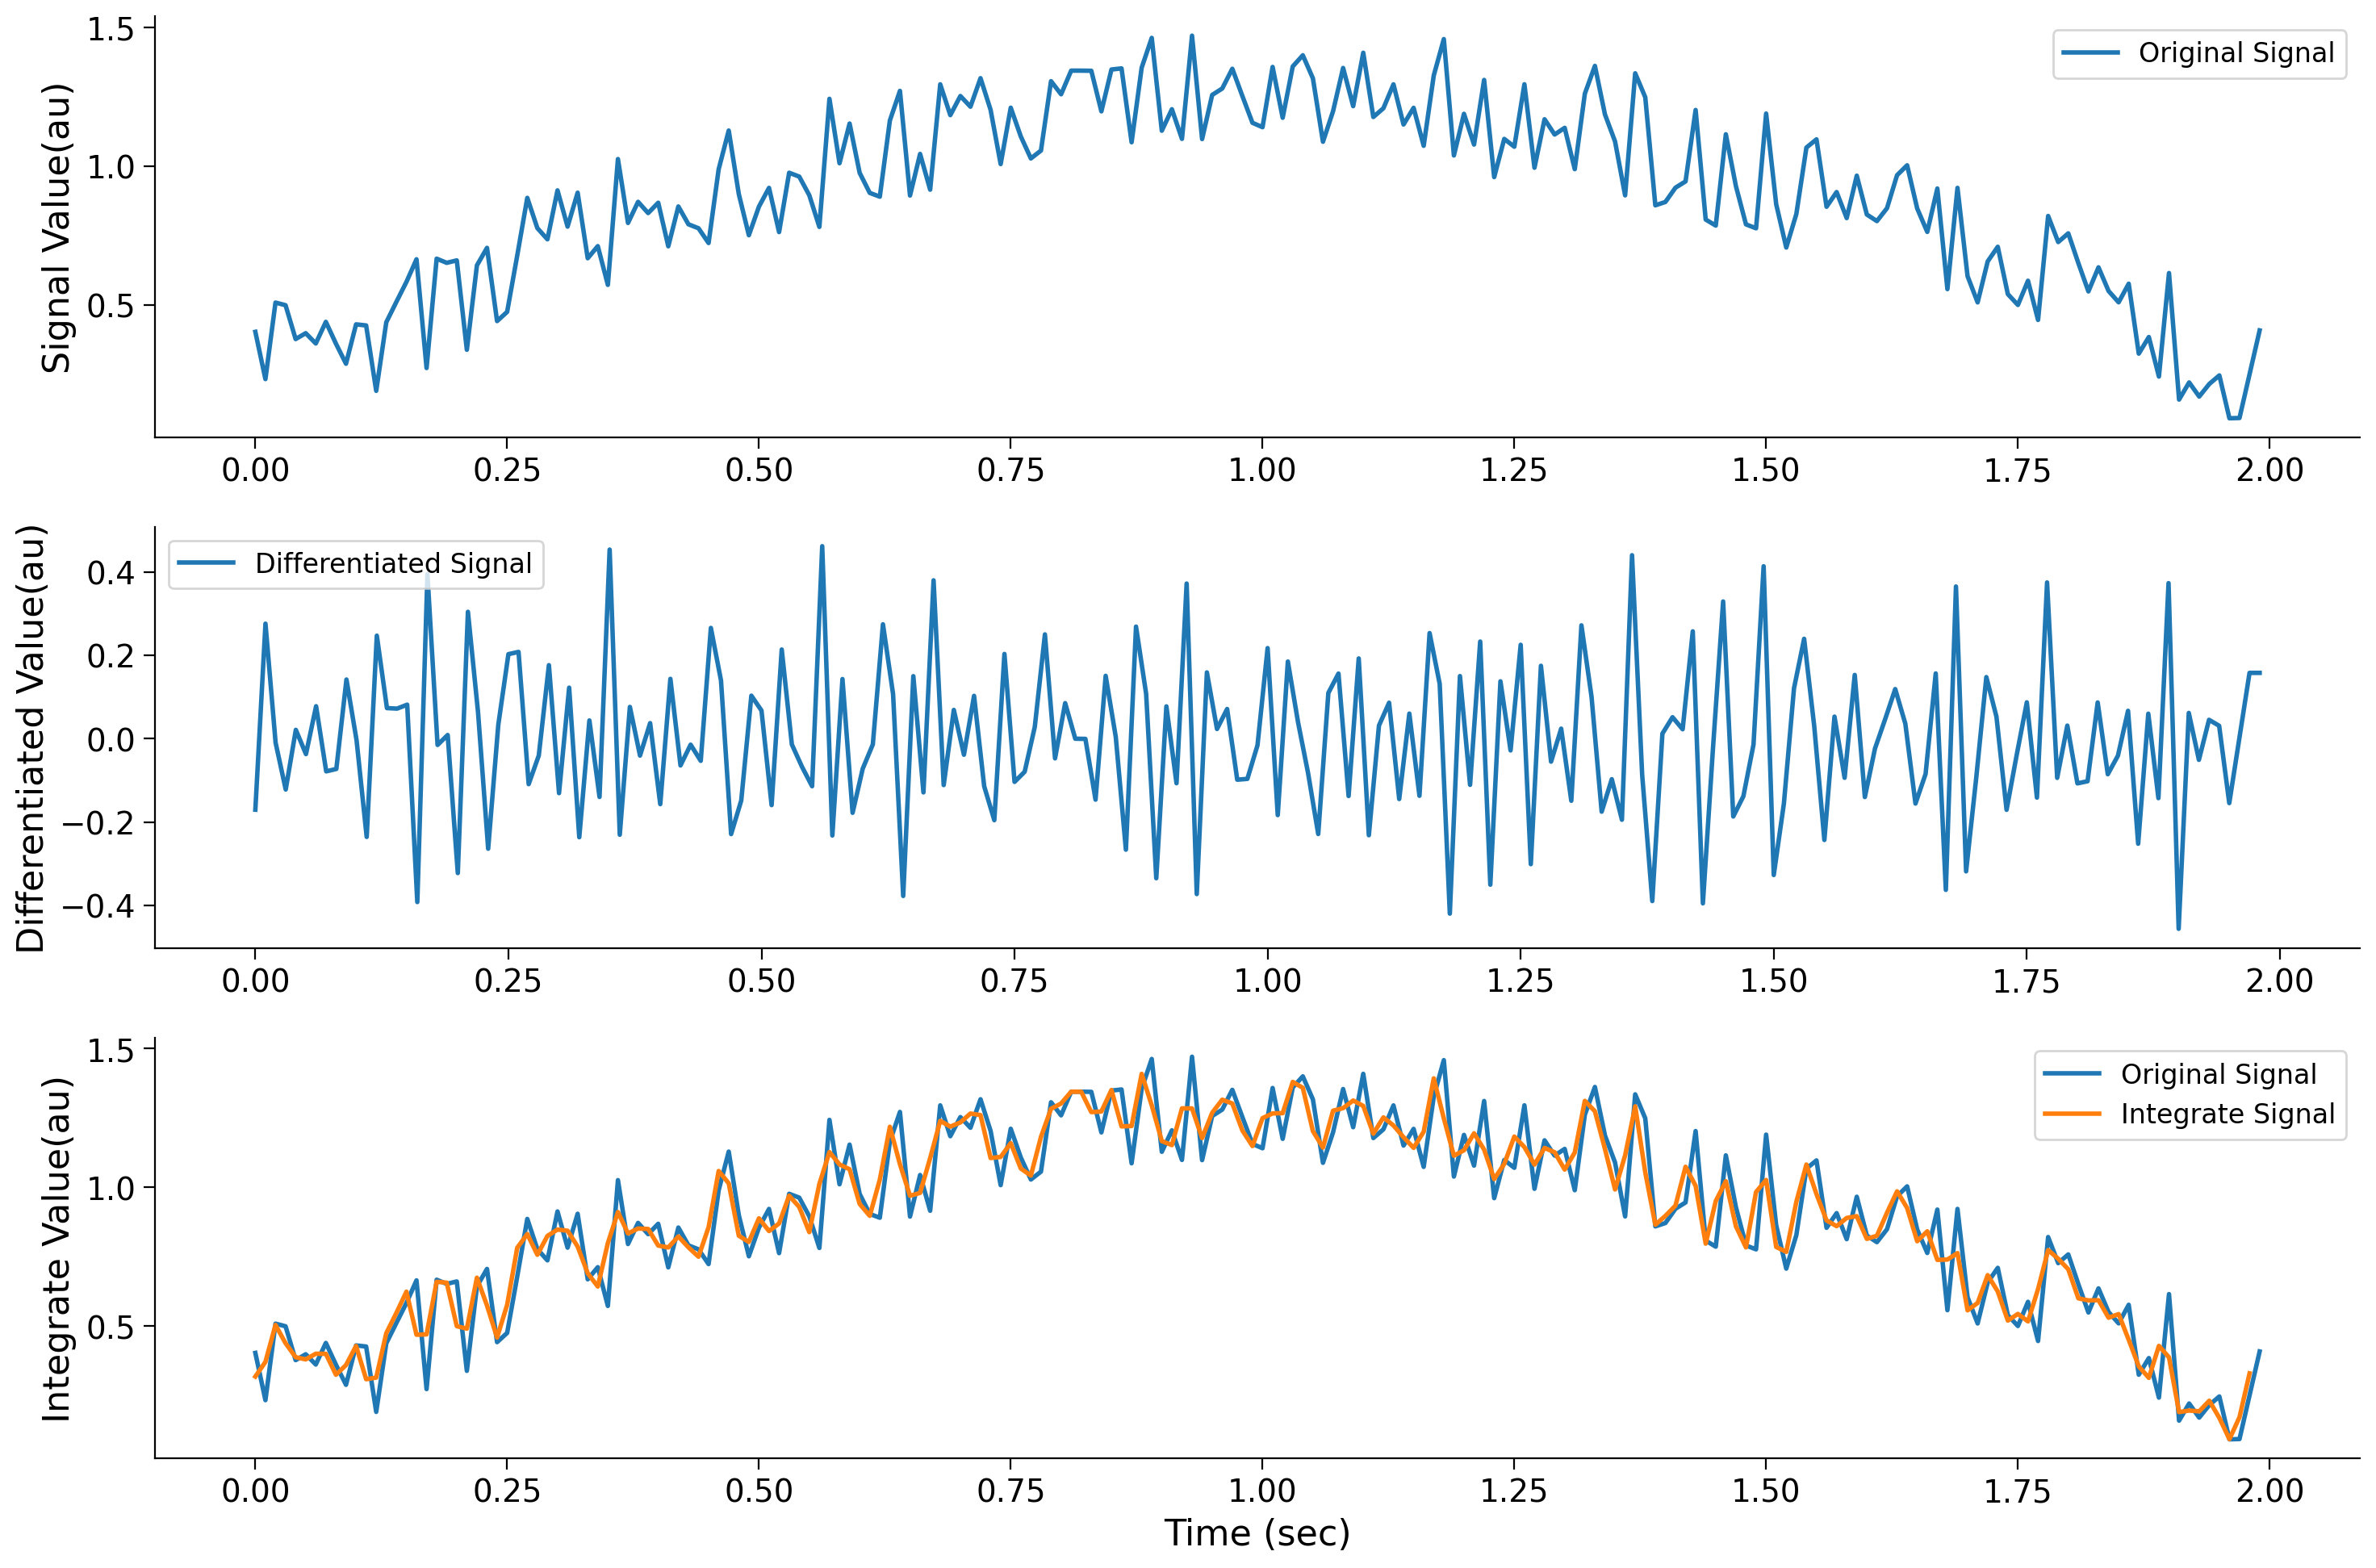 Signal Value(au)
1.5
1.0
0.5
Original Signal
0.00 0.25 0.50 0.75 1.00 1.25 1.50 1.75 2.00
Differentiated Value(au)
0.4
0.2
0.0
−0.2
−0.4
Differentiated Signal
0.00 0.25 0.50 0.75 1.00 1.25 1.50 1.75 2.00
Integrate Value(au)
1.5
1.0
0.5
Original Signal
Integrate Signal
0.00 0.25 0.50 0.75 1.00 1.25 1.50 1.75 2.00
Time (sec)